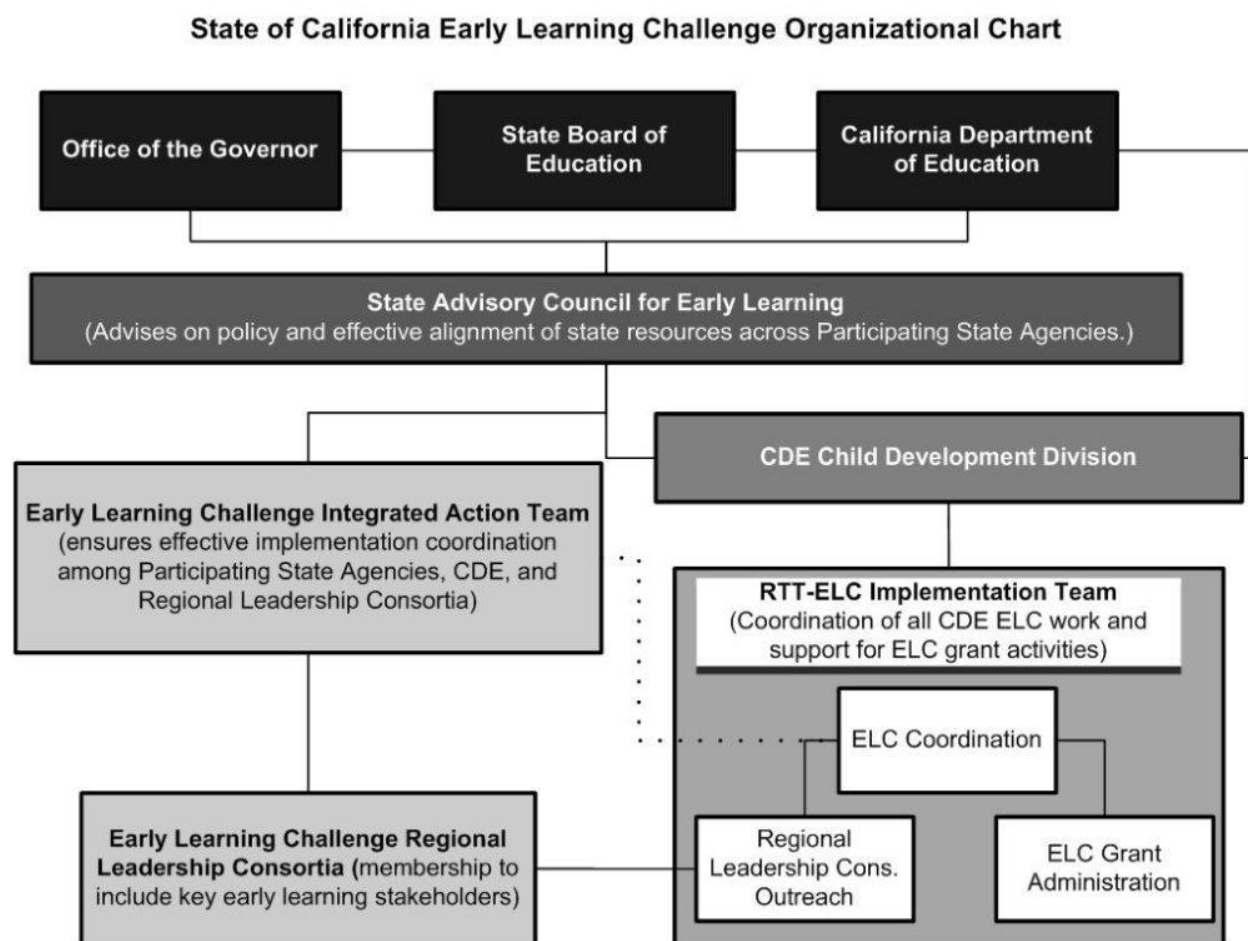 State of California Early Learning Challenge Organizational Chart
Office of the Governor
State Board of
Education
California Department
of Education
State Advisory Council for Early Learning
(Advises on policy and effective alignment of state resources across Participating State Agencies.)
CDE Child Development Division
Early Learning Challenge Integrated Action Team
(ensures effective implementation coordination
among Participating State Agencies, CDE, and
Regional Leadership Consortia)
RTT-ELC Implementation Team
(Coordination of all CDE ELC work and
support for ELC grant activities)
ELC Coordination
Early Learning Challenge Regional
Leadership Consortia (membership to
include key early learning stakeholders)
Regional
Leadership Cons.
Outreach
ELC Grant
Administration